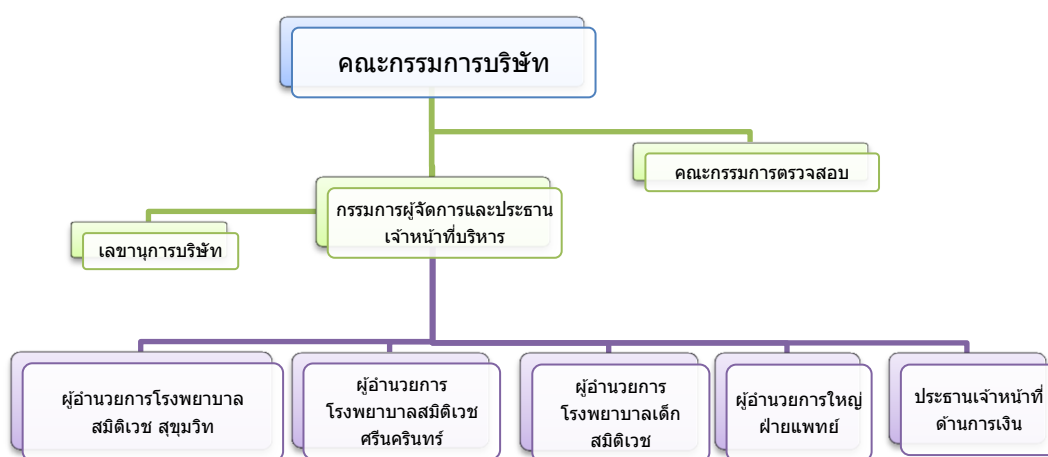 คณะกรรมการบริษัท
คณะกรรมการตรวจสอบ
กรรมการผู้จัดการและประธาน
เจ้าหน้าที่บริหาร
เลขานุการบริษัท
ผู้อำนวยการโรงพยาบาล
สมิติเวช สุขุมวิท
ผู้อำนวยการ
โรงพยาบาลสมิติเวช
ศรีนครินทร์
ผู้อำนวยการ
โรงพยาบาลเด็ก
สมิติเวช
ผู้อำนวยการใหญ่
ฝ่ายแพทย์
ประธานเจ้าหน้าที่
ด้านการเงิน